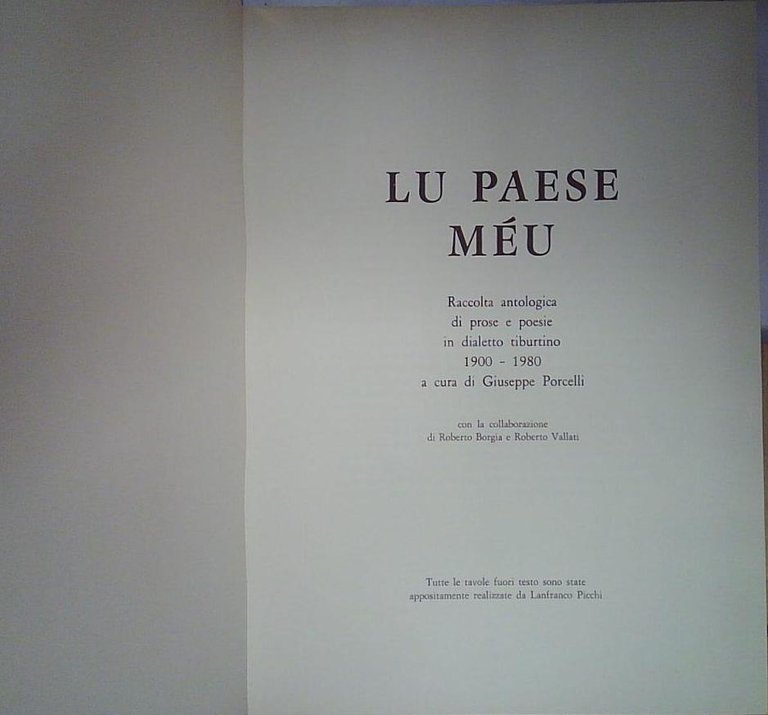 LU PAESE
MÉU
Raccolta antologica
di prose e poesie
in dialetto tiburtino
1900 - 1980
a cura di Giuseppe Porcelli
con la collaborazione
di Roberto Borgia e Roberto Vallati
Tutte le tavole fuori testo sono state
appositamente realizzate da Lanfranco Picchi